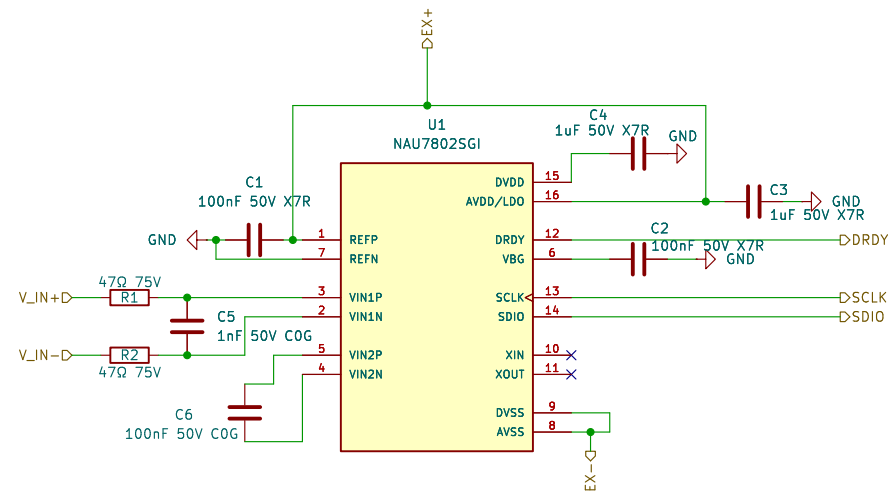 EX+
U1
NAU7802SGI
C4
1uF 50V X7R
GND
DVDD 15
AVDD/LDO 16
C3
GND
1uF 50V X7R
C1
100nF 50V X7R
GND
1 REFP
7 REFN
DRDY 12
VBG 6
C2
100nF 50V X7R
GND
DRDY
47Ω 75V
V_IN+
R1
3 VIN1P
2 VIN1N
SCLK 13
SDIO 14
SCLK
SDIO
C5
1nF 50V C0G
V_IN-
R2
47Ω 75V
5 VIN2P
4 VIN2N
XIN 10
XOUT 11
C6
100nF 50V C0G
DVSS 9
AVSS 8
EX-